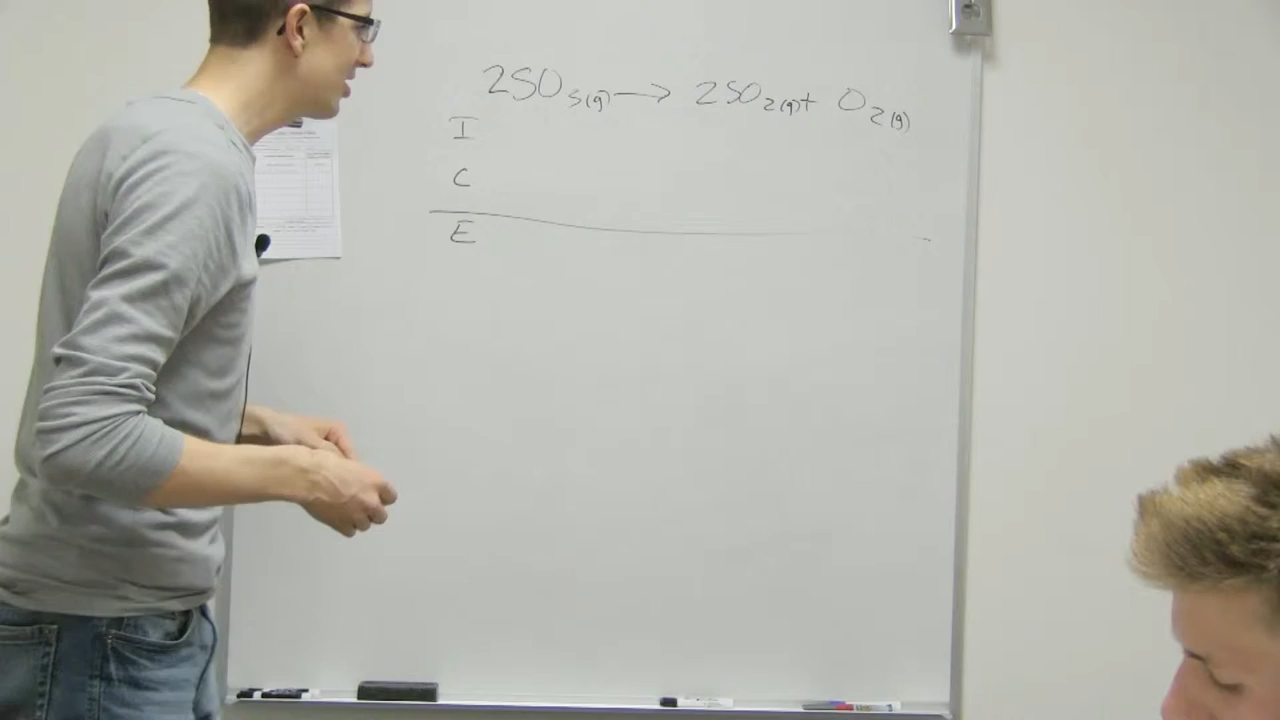 2SO3(g) → 2SO2(g) + O2(g)
I
C
E